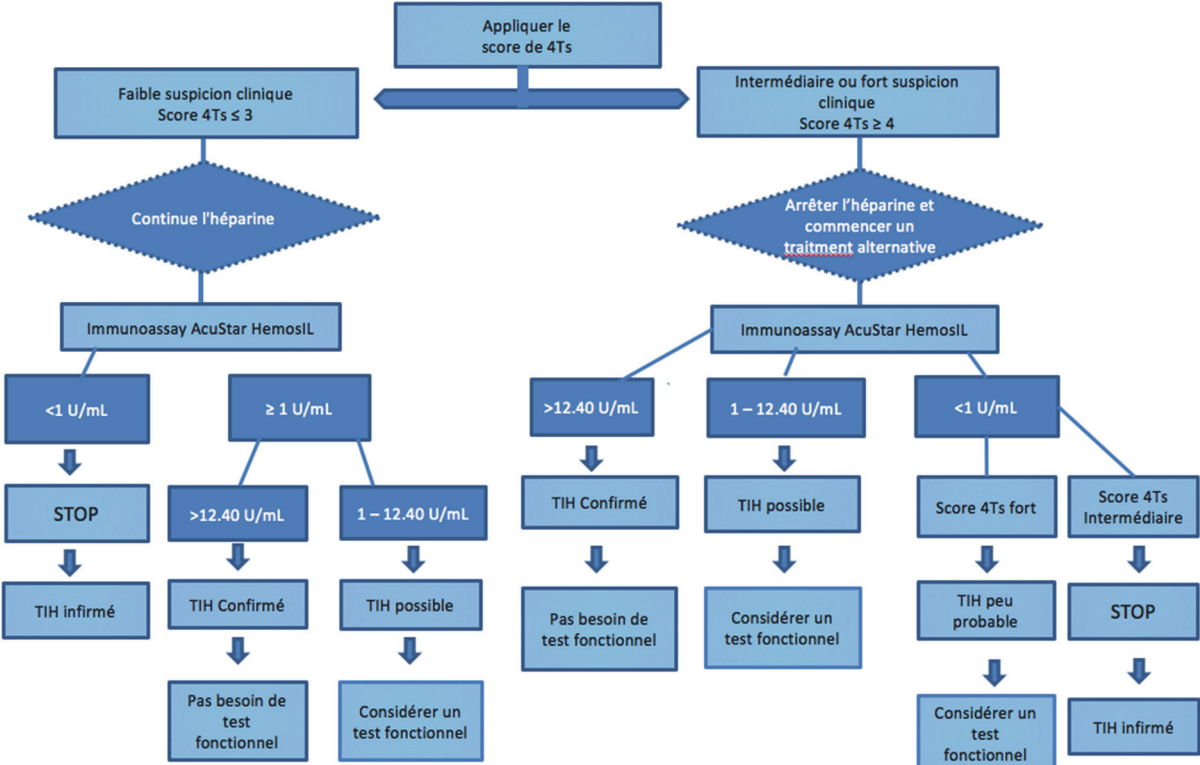 Appliquer le
score de 4Ts
Faible suspicion clinique
Score 4Ts ≤ 3
Intermédiaire ou fort suspicion
clinique
Score 4Ts ≥ 4
Continue l'héparine
Arrêter l’héparine et
commencer un
traitment alternative
Immunoassay AcuStar HemosIL
Immunoassay AcuStar HemosIL
<1 U/mL
≥ 1 U/mL
>12.40 U/mL
1 – 12.40 U/mL
<1 U/mL
STOP
>12.40 U/mL
1 – 12.40 U/mL
TIH Confirmé
TIH possible
Score 4Ts fort
Score 4Ts
Intermédiaire
TIH infirmé
TIH Confirmé
TIH possible
Pas besoin de
test fonctionnel
Considérer un
test fonctionnel
TIH peu
probable
STOP
Pas besoin de
test
fonctionnel
Considérer un
test fonctionnel
Considérer un
test
fonctionnel
TIH infirmé